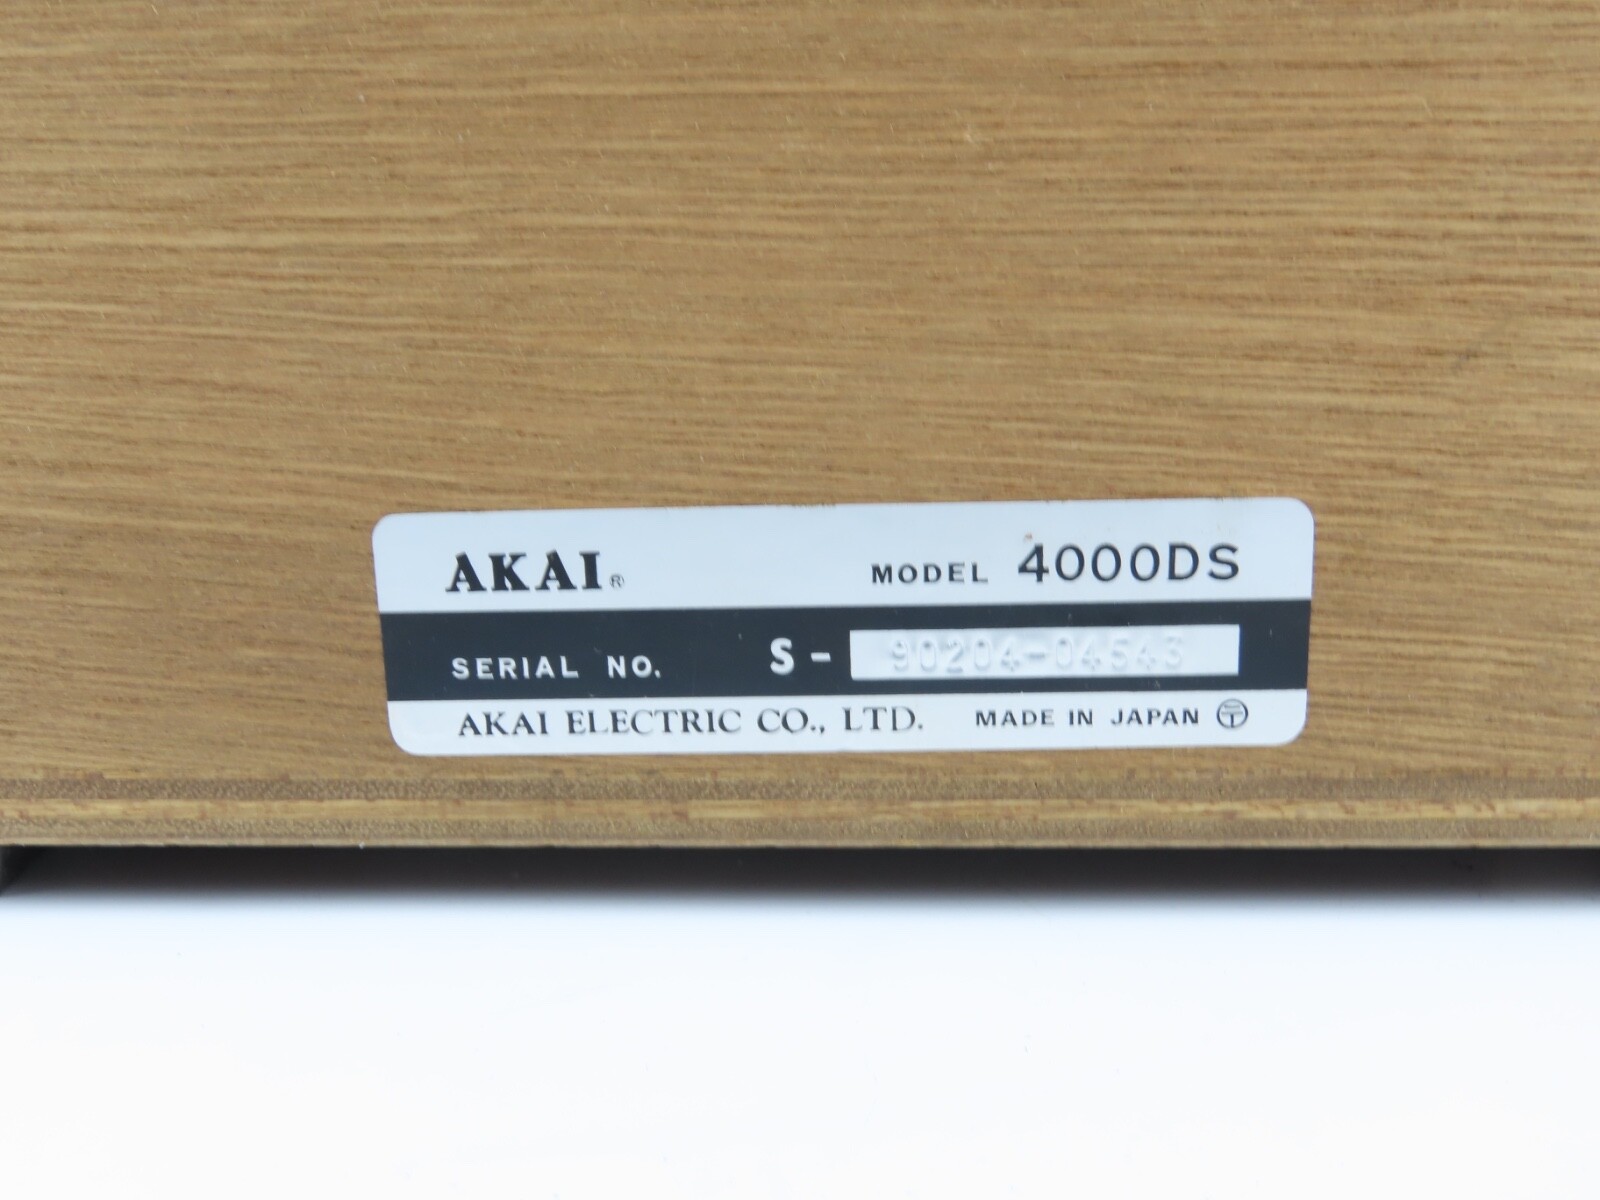 AKAI® MODEL 4000DS
SERIAL NO. S - 90204-04543
AKAI ELECTRIC CO., LTD. MADE IN JAPAN